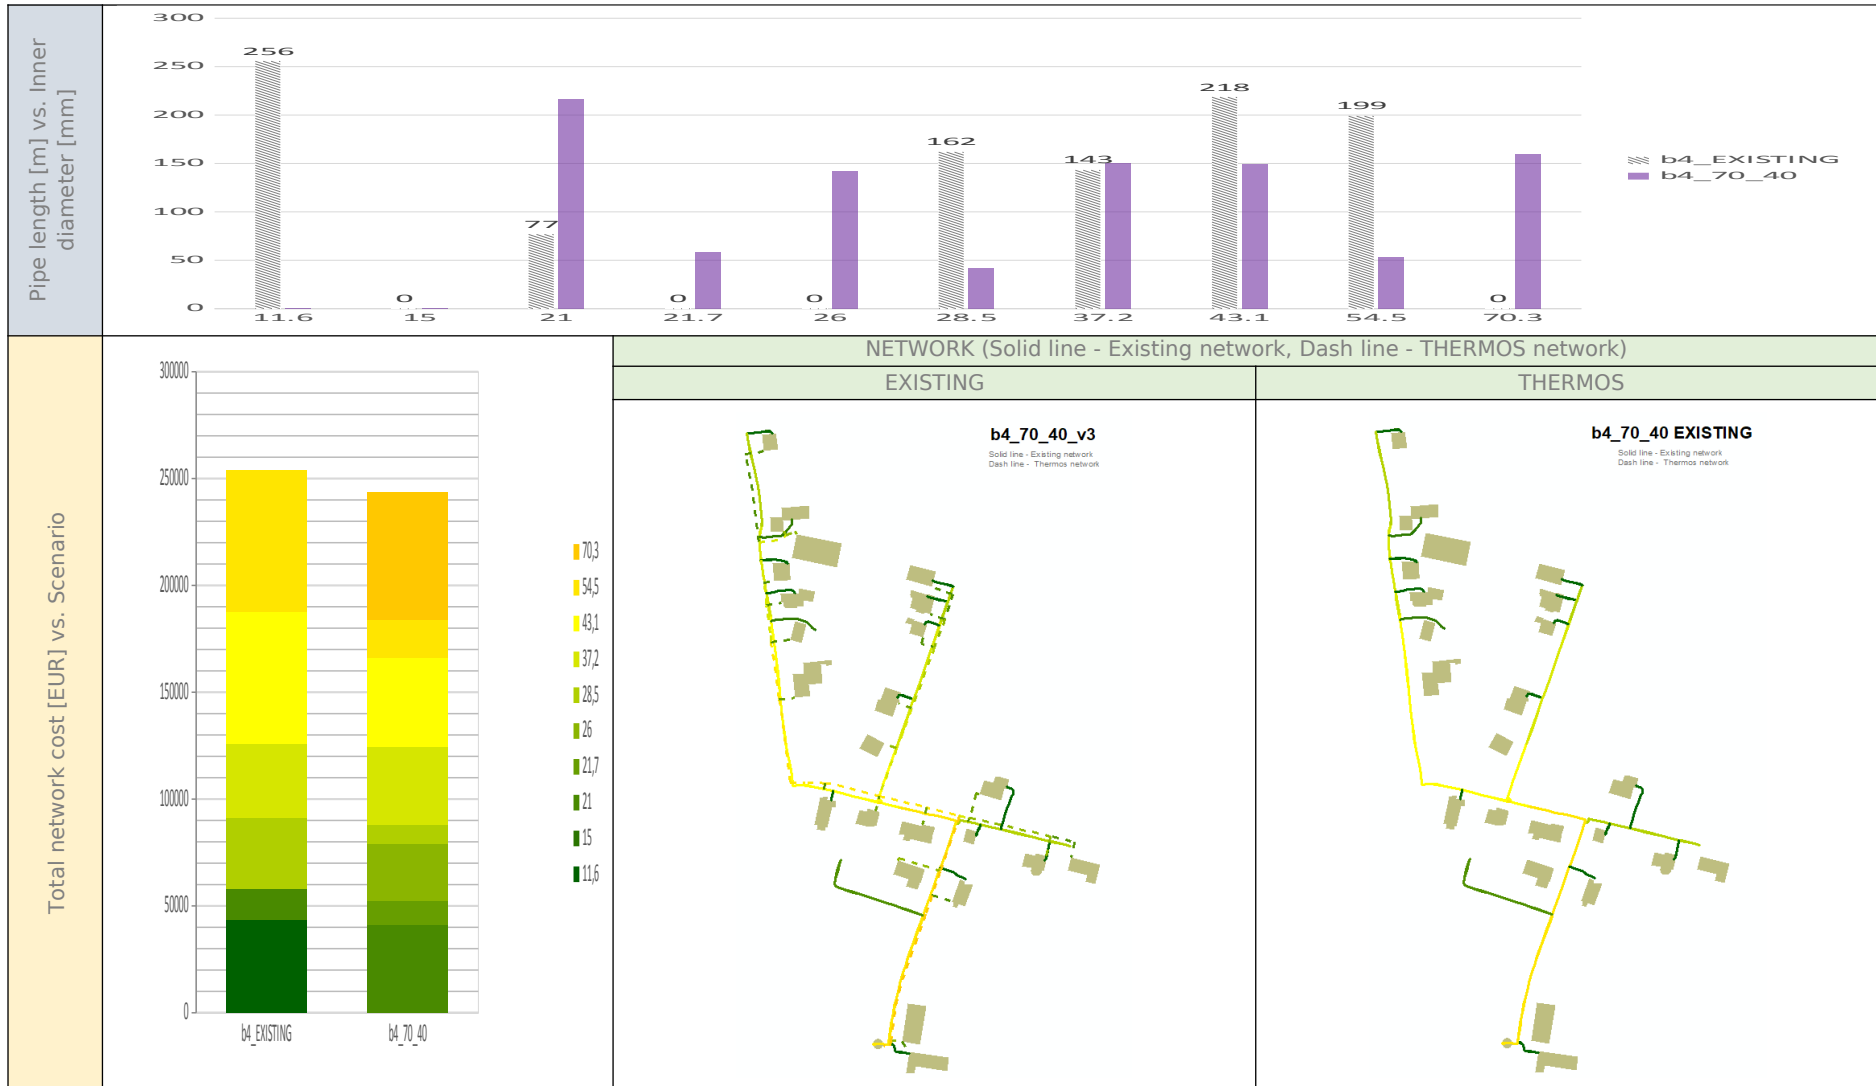 Pipe length [m] vs. Inner
diameter [mm]
300
250
200
150
100
50
0
256
0
77
0
0
162
143
218
199
0
11.6 15 21 21.7 26 28.5 37.2 43.1 54.5 70.3
b4_EXISTING
b4_70_40
Total network cost [EUR] vs. Scenario
300000
250000
200000
150000
100000
50000
0
b4_EXISTING b4_70_40
70,3
54,5
43,1
37,2
28,5
26
21,7
21
15
11,6
NETWORK (Solid line - Existing network, Dash line - THERMOS network)
EXISTING
b4_70_40_v3
Solid line - Existing network
Dash line - Thermos network
THERMOS
b4_70_40 EXISTING
Solid line - Existing network
Dash line - Thermos network